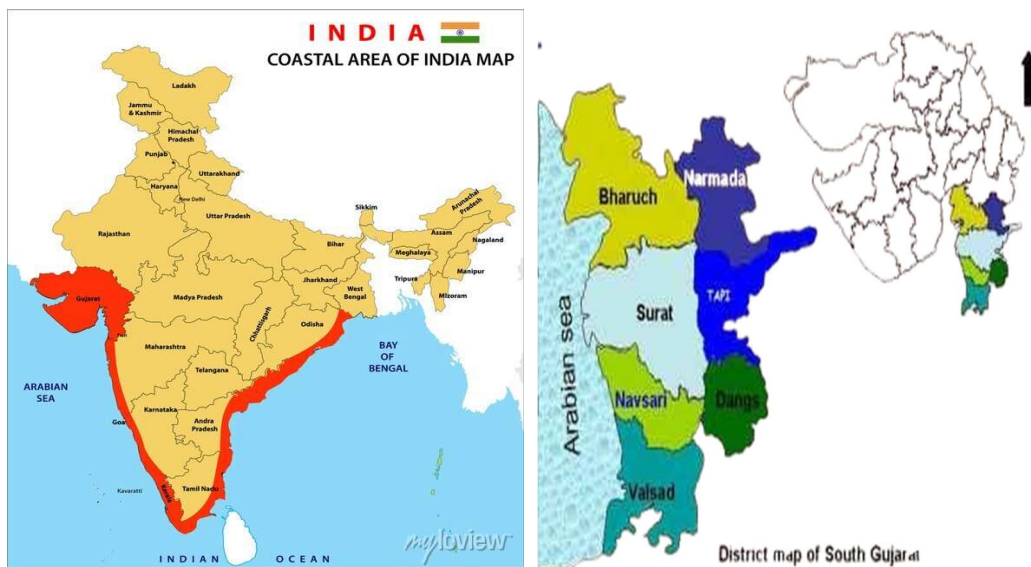 INDIA
COASTAL AREA OF INDIA MAP
Ladakh
Jammu
& Kashmir
Himachal
Pradesh
Punjab
Uttarakhand
Haryana
New Delhi
Rajasthan
Uttar Pradesh
Sikkim
Arunachal
Pradesh
Assam
Nagaland
Meghalaya
Bihar
Manipur
Tripura
Mizoram
Jharkhand
West
Bengal
Gujarat
Madya Pradesh
Chhattisgarh
Odisha
Maharashtra
Telangana
BAY
OF
BENGAL
ARABIAN
SEA
Karnataka
Goa
Andra
Pradesh
Kavaratti
Kerala
Tamil Nadu
INDIAN OCEAN
myloview
Narmada
Bharuch
TAPI
Surat
Arabian sea
Navsari
Dangs
Valsad
District map of South Gujarat